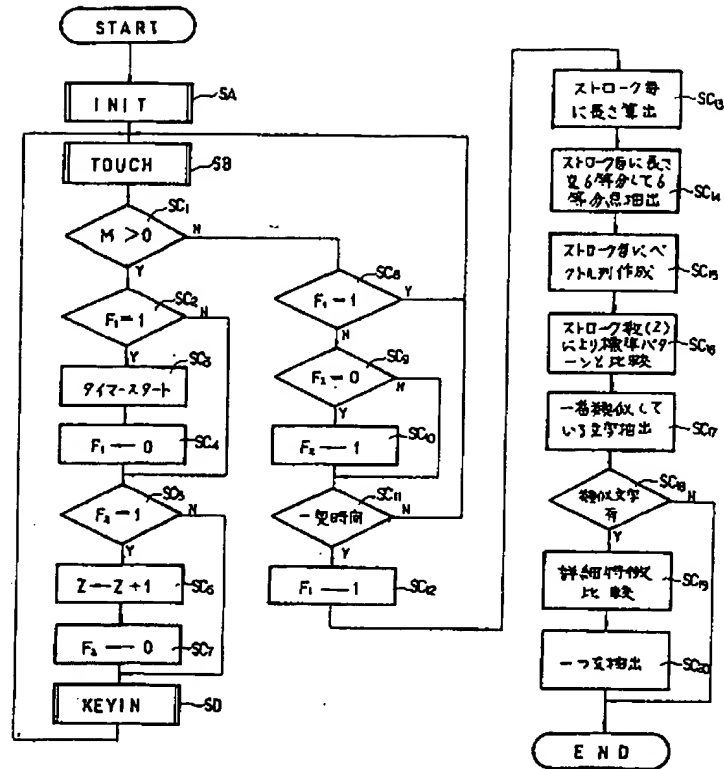 START
INIT
SA
TOUCH
SB
M > 0
SC1
N
Y
F1 = 1
SC2
N
Y
タイマースタート
SC3
F1 ← 0
SC4
F2 = 1
SC5
N
Y
Z ← Z + 1
SC6
F2 ← 0
SC7
KEYIN
SD
F1 = 1
SC8
Y
N
F2 = 0
SC9
N
Y
F2 ← 1
SC10
一定時間
SC11
N
Y
F1 ← 1
SC12
ストローク毎
に長さ算出
SC13
ストローク毎に長さ
を6等分して6
等分点抽出
SC14
ストローク毎にベ
クトル列作成
SC15
ストローク数(Z)
により標準パタ
ーンと比較
SC16
一番類似して
いる文字抽出
SC17
類似文字
有
SC18
N
Y
詳細特徴
比較
SC19
一つを抽出
SC20
END